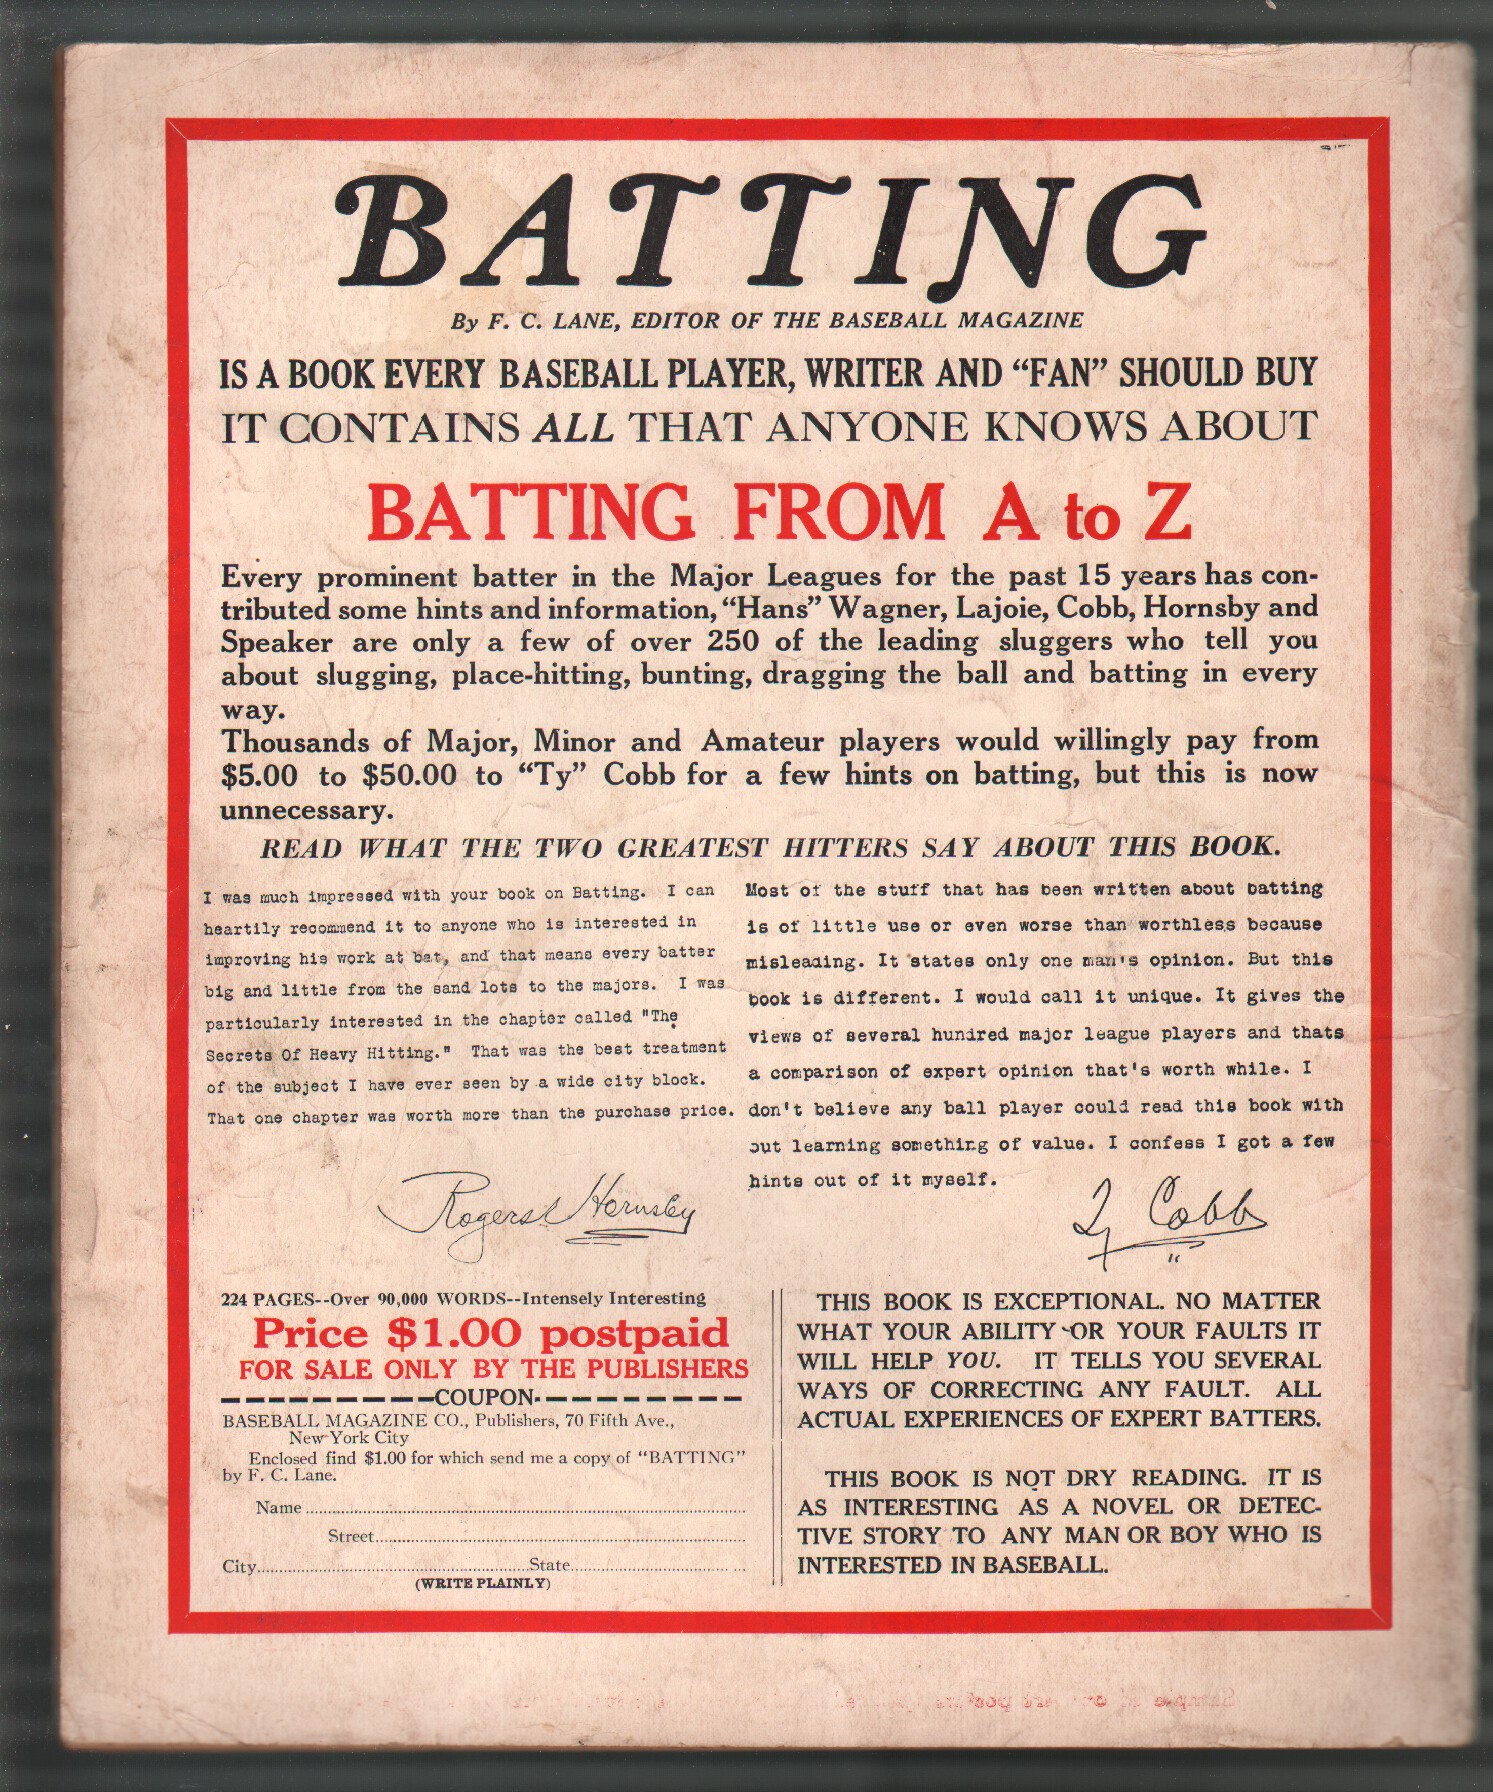 BATTING
By F. C. LANE, EDITOR OF THE BASEBALL MAGAZINE
IS A BOOK EVERY BASEBALL PLAYER, WRITER AND "FAN" SHOULD BUY
IT CONTAINS ALL THAT ANYONE KNOWS ABOUT
BATTING FROM A to Z
Every prominent batter in the Major Leagues for the past 15 years has con-
tributed some hints and information, "Hans" Wagner, Lajoie, Cobb, Hornsby and
Speaker are only a few of over 250 of the leading sluggers who tell you
about slugging, place-hitting, bunting, dragging the ball and batting in every
way.
Thousands of Major, Minor and Amateur players would willingly pay from
$5.00 to $50.00 to "Ty" Cobb for a few hints on batting, but this is now
unnecessary.
READ WHAT THE TWO GREATEST HITTERS SAY ABOUT THIS BOOK.
I was much impressed with your book on Batting. I can
heartily recommend it to anyone who is interested in
improving his work at bat, and that means every batter
big and little from the sand lots to the majors. I was
particularly interested in the chapter called "The
Secrets Of Heavy Hitting." That was the best treatment
of the subject I have ever seen by a wide city block.
That one chapter was worth more than the purchase price.
Rogers Hornsby
Most of the stuff that has been written about batting
is of little use or even worse than worthless because
misleading. It states only one man's opinion. But this
book is different. I would call it unique. It gives the
views of several hundred major league players and thats
a comparison of expert opinion that's worth while. I
don't believe any ball player could read this book with
out learning something of value. I confess I got a few
hints out of it myself.
Ty Cobb
224 PAGES--Over 90,000 WORDS--Intensely Interesting
Price $1.00 postpaid
FOR SALE ONLY BY THE PUBLISHERS
COUPON
BASEBALL MAGAZINE CO., Publishers, 70 Fifth Ave.,
New York City
Enclosed find $1.00 for which send me a copy of "BATTING"
by F. C. Lane.
Name
Street
City State
(WRITE PLAINLY)
THIS BOOK IS EXCEPTIONAL. NO MATTER
WHAT YOUR ABILITY OR YOUR FAULTS IT
WILL HELP YOU. IT TELLS YOU SEVERAL
WAYS OF CORRECTING ANY FAULT. ALL
ACTUAL EXPERIENCES OF EXPERT BATTERS.
THIS BOOK IS NOT DRY READING. IT IS
AS INTERESTING AS A NOVEL OR DETEC-
TIVE STORY TO ANY MAN OR BOY WHO IS
INTERESTED IN BASEBALL.